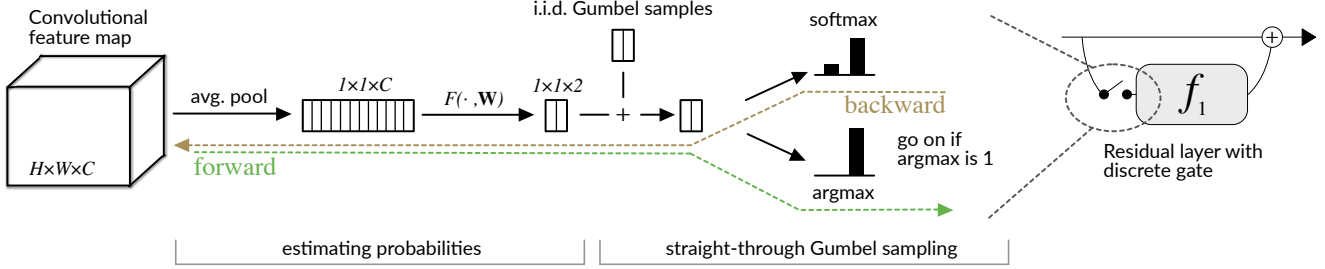 Convolutional
feature map
H×W×C
avg. pool
1×1×C
F(· ,W)
1×1×2
i.i.d. Gumbel samples
+
softmax
backward
forward
go on if
argmax is 1
argmax
estimating probabilities
straight-through Gumbel sampling
+
f1
Residual layer with
discrete gate